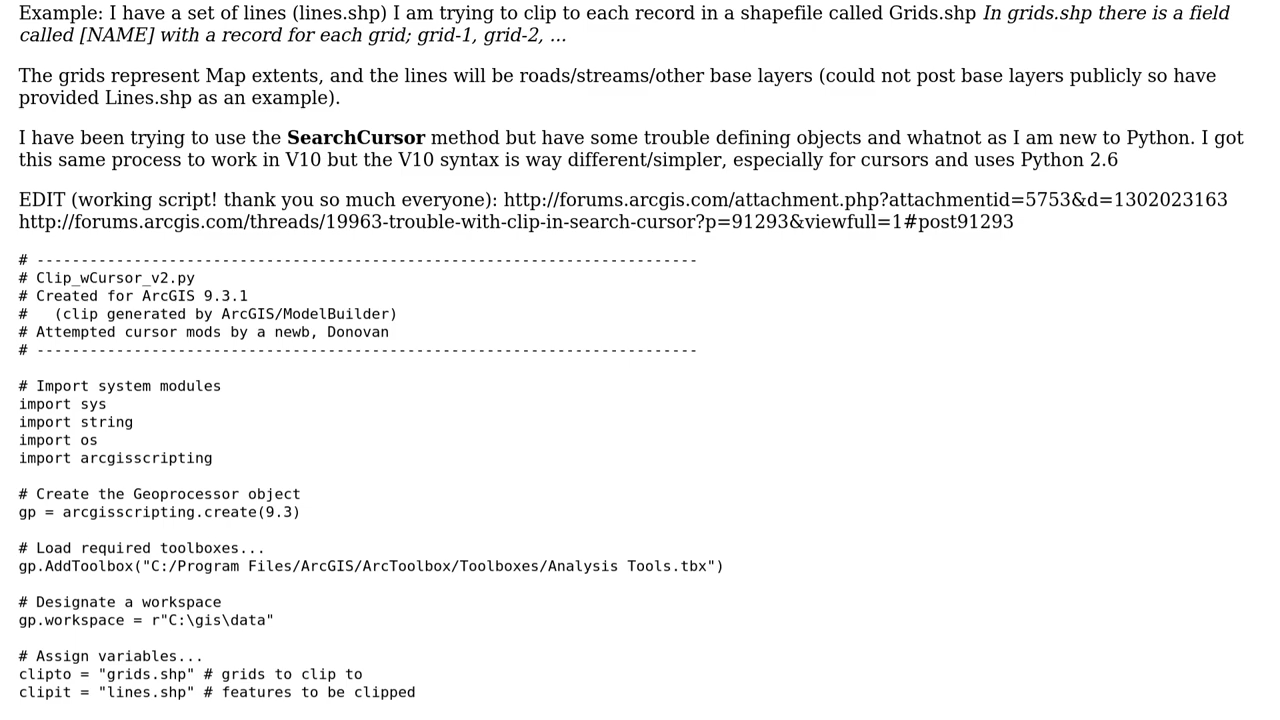 Example: I have a set of lines (lines.shp) I am trying to clip to each record in a shapefile called Grids.shp In grids.shp there is a field
called [NAME] with a record for each grid; grid-1, grid-2, ...
The grids represent Map extents, and the lines will be roads/streams/other base layers (could not post base layers publicly so have
provided Lines.shp as an example).
I have been trying to use the SearchCursor method but have some trouble defining objects and whatnot as I am new to Python. I got
this same process to work in V10 but the V10 syntax is way different/simpler, especially for cursors and uses Python 2.6
EDIT (working script! thank you so much everyone): http://forums.arcgis.com/attachment.php?attachmentid=5753&d=1302023163
http://forums.arcgis.com/threads/19963-trouble-with-clip-in-search-cursor?p=91293&viewfull=1#post91293
# ---------------------------------------------------------------------------
# Clip_wCursor_v2.py
# Created for ArcGIS 9.3.1
#   (clip generated by ArcGIS/ModelBuilder)
# Attempted cursor mods by a newb, Donovan
# ---------------------------------------------------------------------------
# Import system modules
import sys
import string
import os
import arcgisscripting
# Create the Geoprocessor object
gp = arcgisscripting.create(9.3)
# Load required toolboxes...
gp.AddToolbox("C:/Program Files/ArcGIS/ArcToolbox/Toolboxes/Analysis Tools.tbx")
# Designate a workspace
gp.workspace = r"C:\gis\data"
# Assign variables...
clipto = "grids.shp" # grids to clip to
clipit = "lines.shp" # features to be clipped